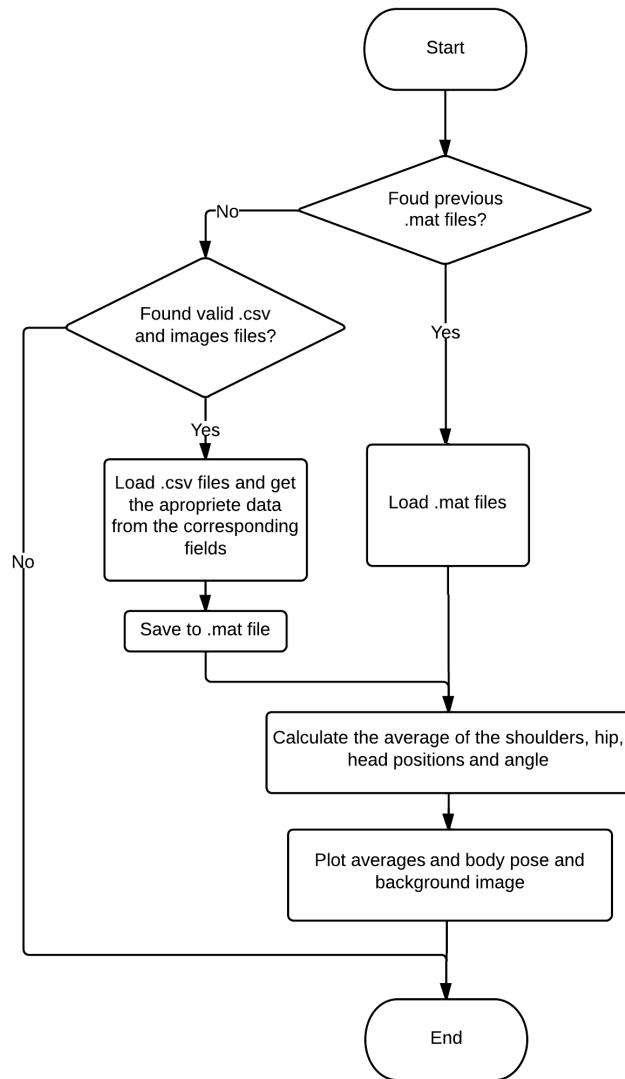 Start
Foud previous
.mat files?
No
Found valid .csv
and images files?
Yes
Yes
Load .csv files and get
the apropriete data
from the corresponding
fields
Load .mat files
No
Save to .mat file
Calculate the average of the shoulders, hip,
head positions and angle
Plot averages and body pose and
background image
End